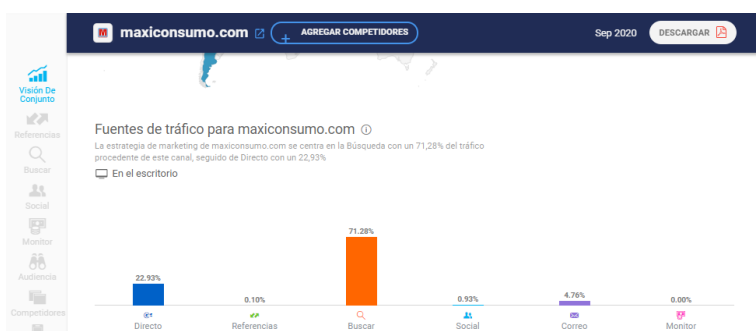 maxiconsumo.com
+ AGREGAR COMPETIDORES
Sep 2020
DESCARGAR
Visión De
Conjunto
Referencias
Buscar
Social
Monitor
Audiencia
Competidores
Fuentes de tráfico para maxiconsumo.com
La estrategia de marketing de maxiconsumo.com se centra en la Búsqueda con un 71,28% del tráfico
procedente de este canal, seguido de Directo con un 22,93%
En el escritorio
22.93%
0.10%
71.28%
0.93%
4.76%
0.00%
Directo
Referencias
Buscar
Social
Correo
Monitor